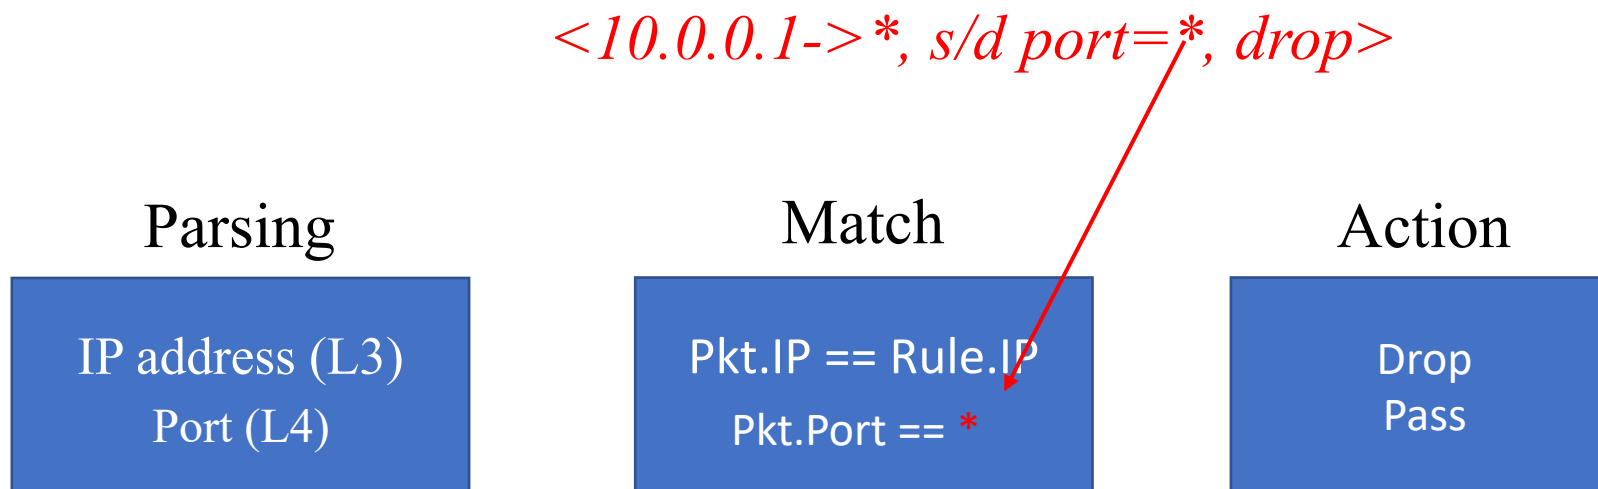 <10.0.0.1->*, s/d port=*, drop>
Parsing
Match
Action
IP address (L3)
Port (L4)
Pkt.IP == Rule.IP
Pkt.Port == *
Drop
Pass